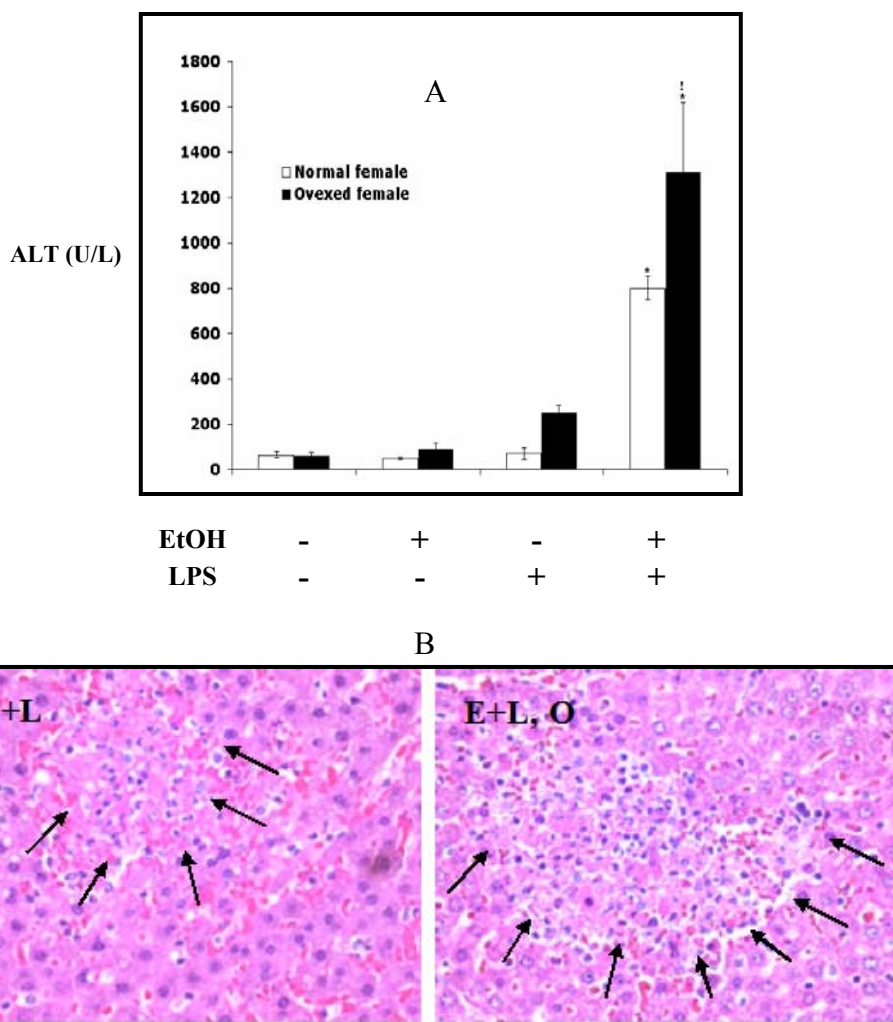 A
1800
1600
1400
1200
1000
800
600
400
200
0
ALT (U/L)
Normal female
Ovexed female
*
!
*
EtOH - + - +
LPS - - + +
B
+L
E+L, O